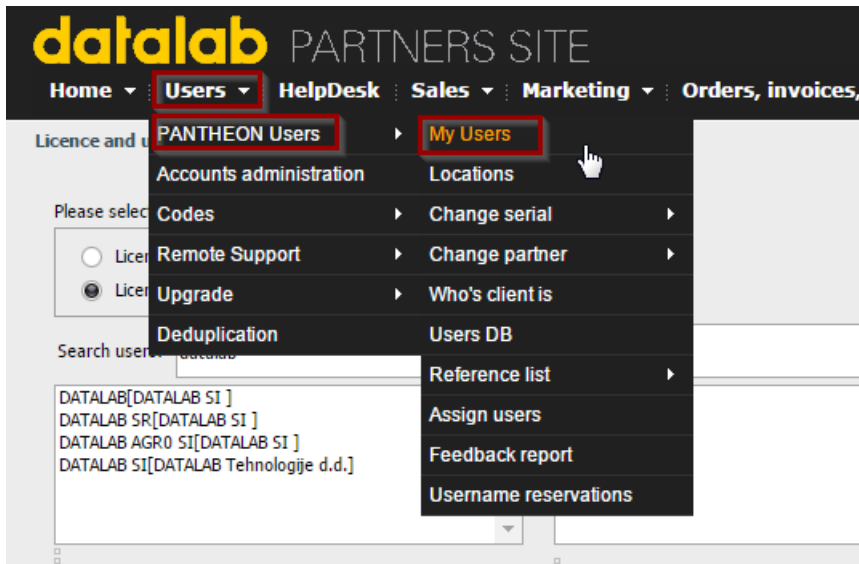 datalab PARTNERS SITE
Home Users HelpDesk Sales Marketing Orders, invoices,
Licence and
PANTHEON Users
Accounts administration
Codes
Remote Support
Upgrade
Deduplication
My Users
Locations
Change serial
Change partner
Who's client is
Users DB
Reference list
Assign users
Feedback report
Username reservations
Please selec
Licen
Licen
Search user
DATALAB[DATALAB SI ]
DATALAB SR[DATALAB SI ]
DATALAB AGR0 SI[DATALAB SI ]
DATALAB SI[DATALAB Tehnologije d.d.]